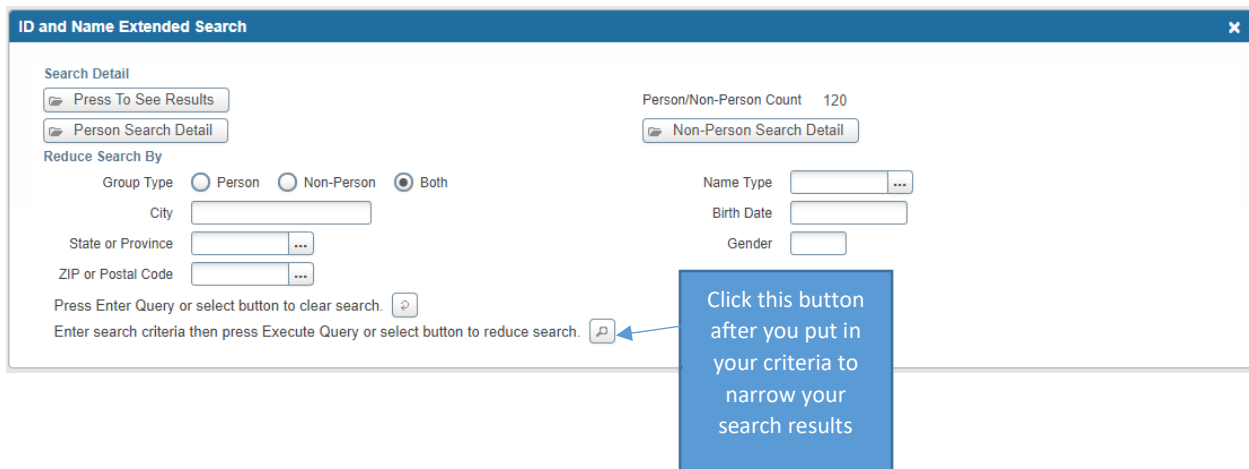 ID and Name Extended Search
Search Detail
Press To See Results
Person/Non-Person Count 120
Person Search Detail
Non-Person Search Detail
Reduce Search By
Group Type Person Non-Person Both
Name Type ...
City
Birth Date
State or Province ...
Gender
ZIP or Postal Code ...
Press Enter Query or select button to clear search.
Enter search criteria then press Execute Query or select button to reduce search.
Click this button
after you put in
your criteria to
narrow your
search results